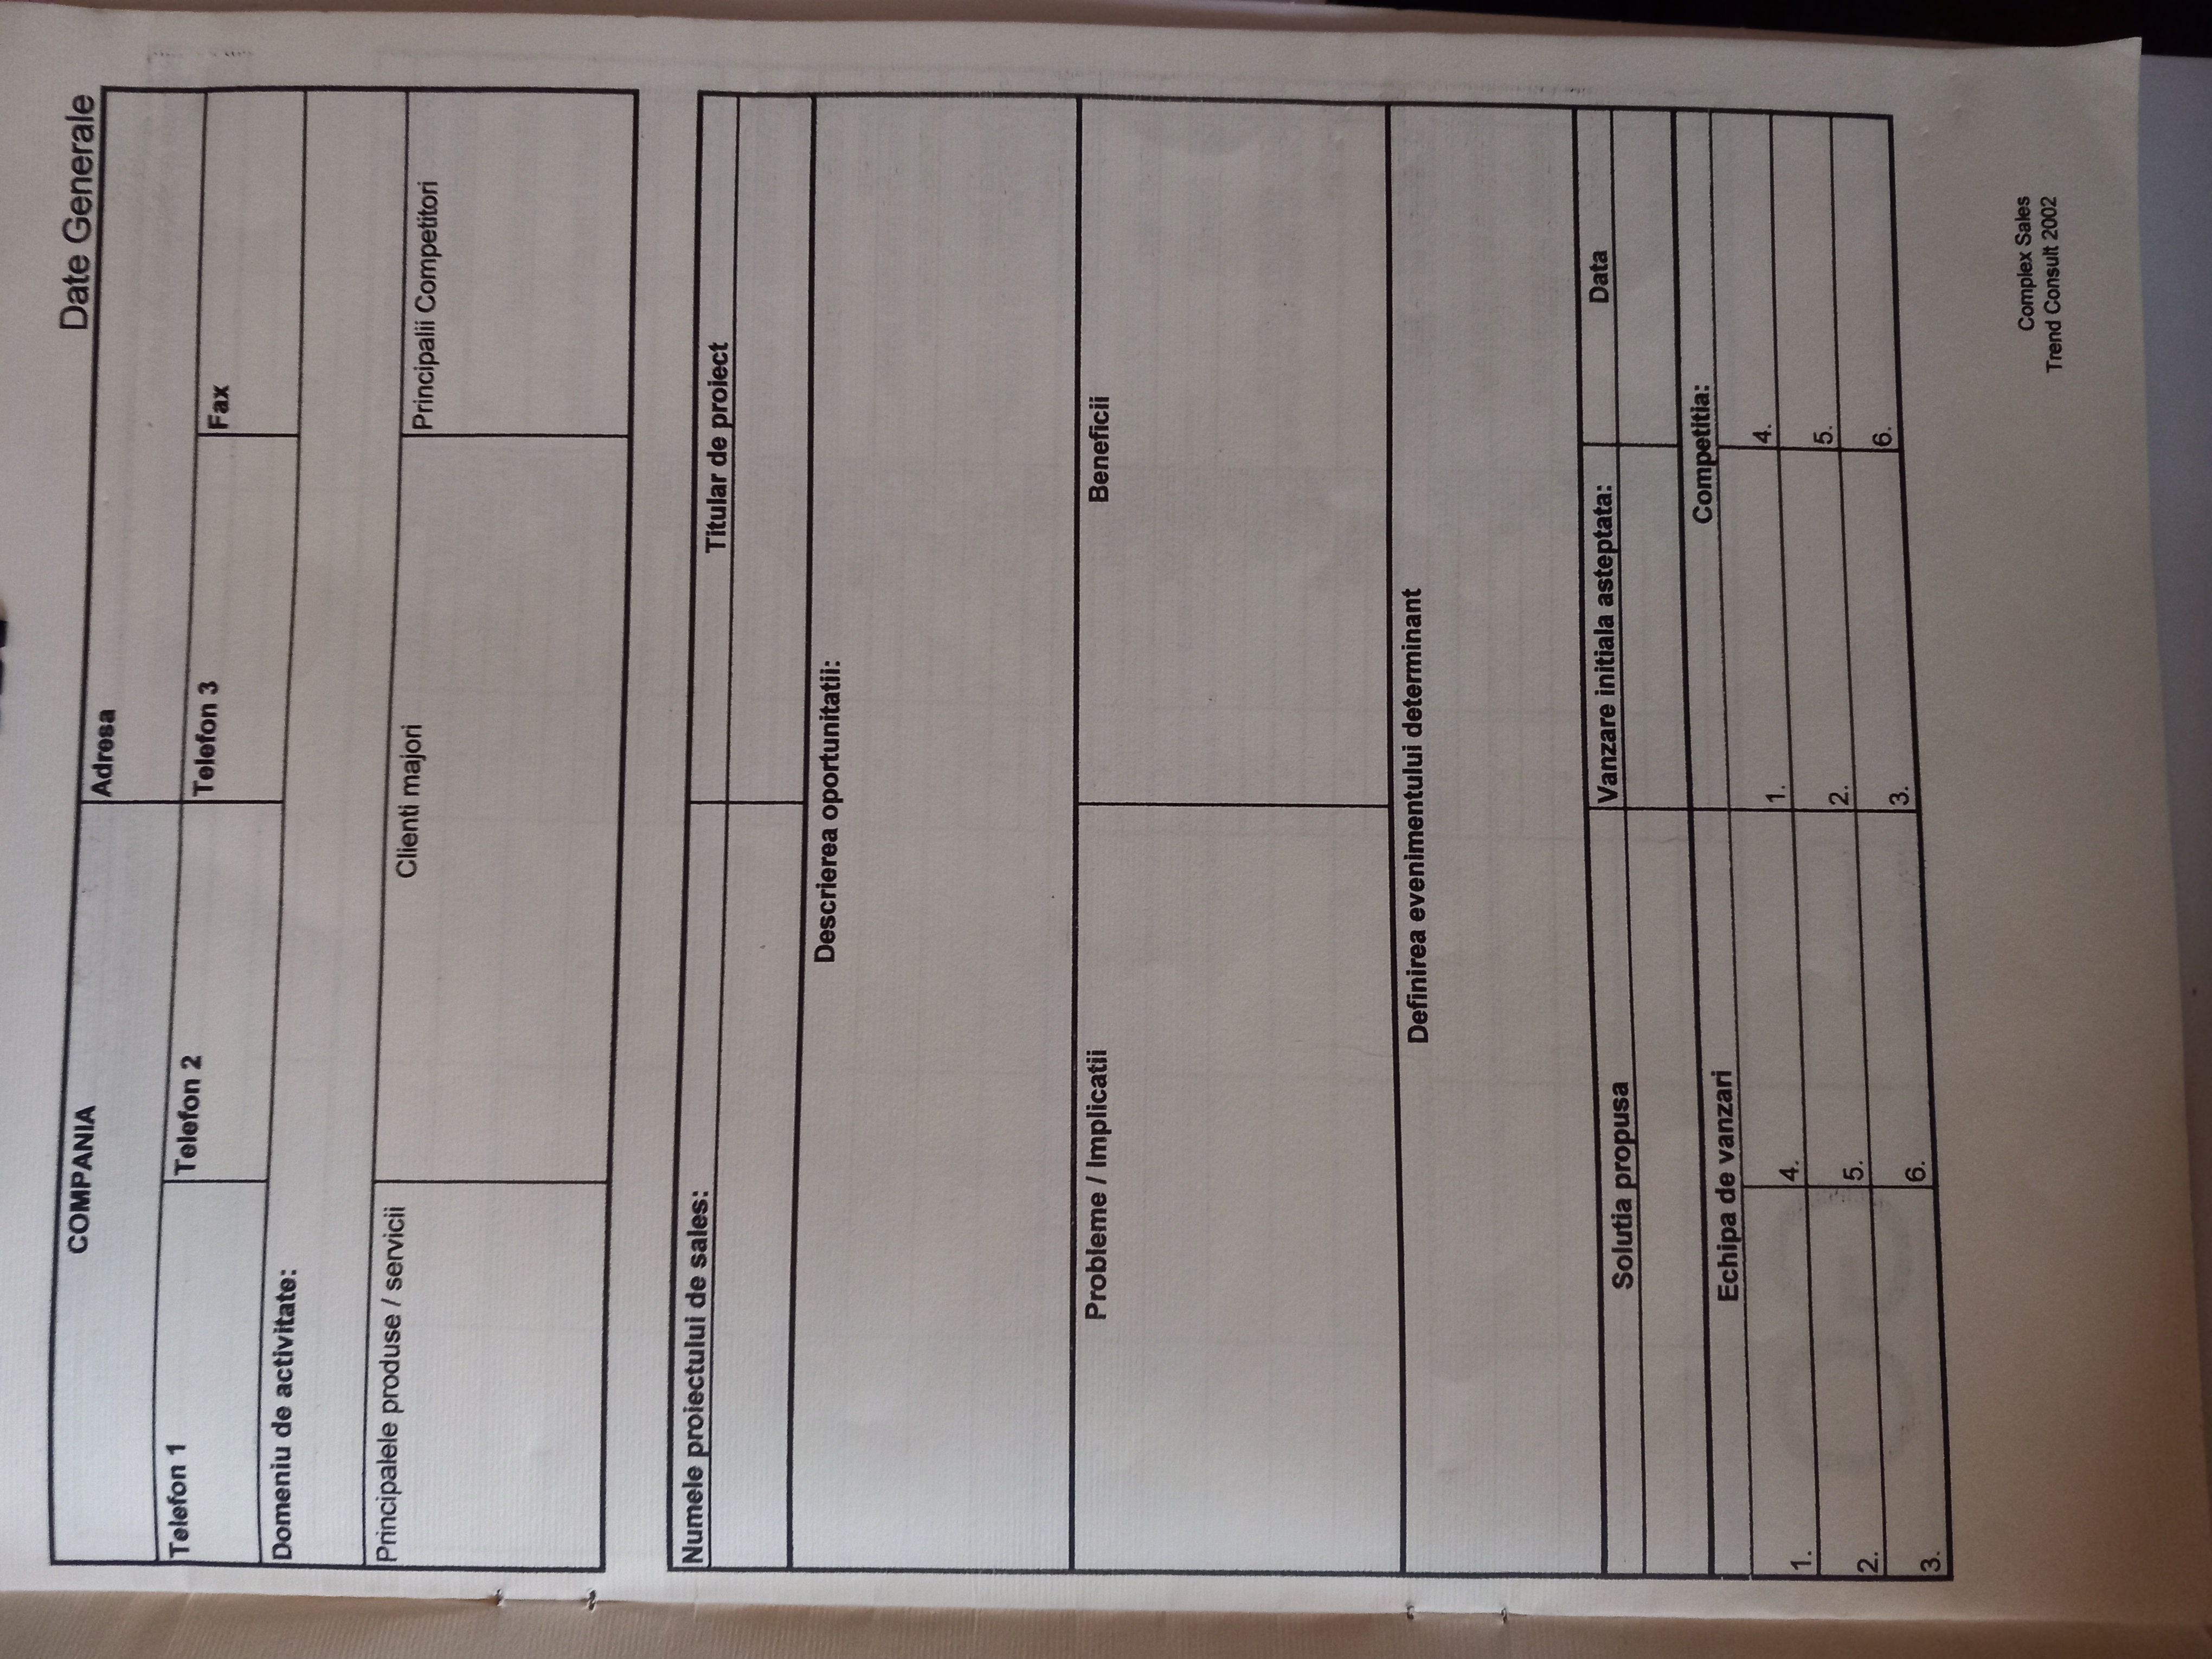 Date Generale
COMPANIA
Adresa
Telefon 1
Telefon 2
Telefon 3
Fax
Domeniu de activitate:
Principalele produse / servicii
Clienti majori
Principalii Competitori
Numele proiectului de sales:
Titular de proiect
Descrierea oportunitatii:
Probleme / Implicatii
Beneficii
Definirea evenimentului determinant
Solutia propusa
Vanzare initiala asteptata:
Data
Echipa de vanzari
Competitia:
1.
4.
1.
4.
2.
5.
2.
5.
3.
6.
3.
6.
Complex Sales
Trend Consult 2002